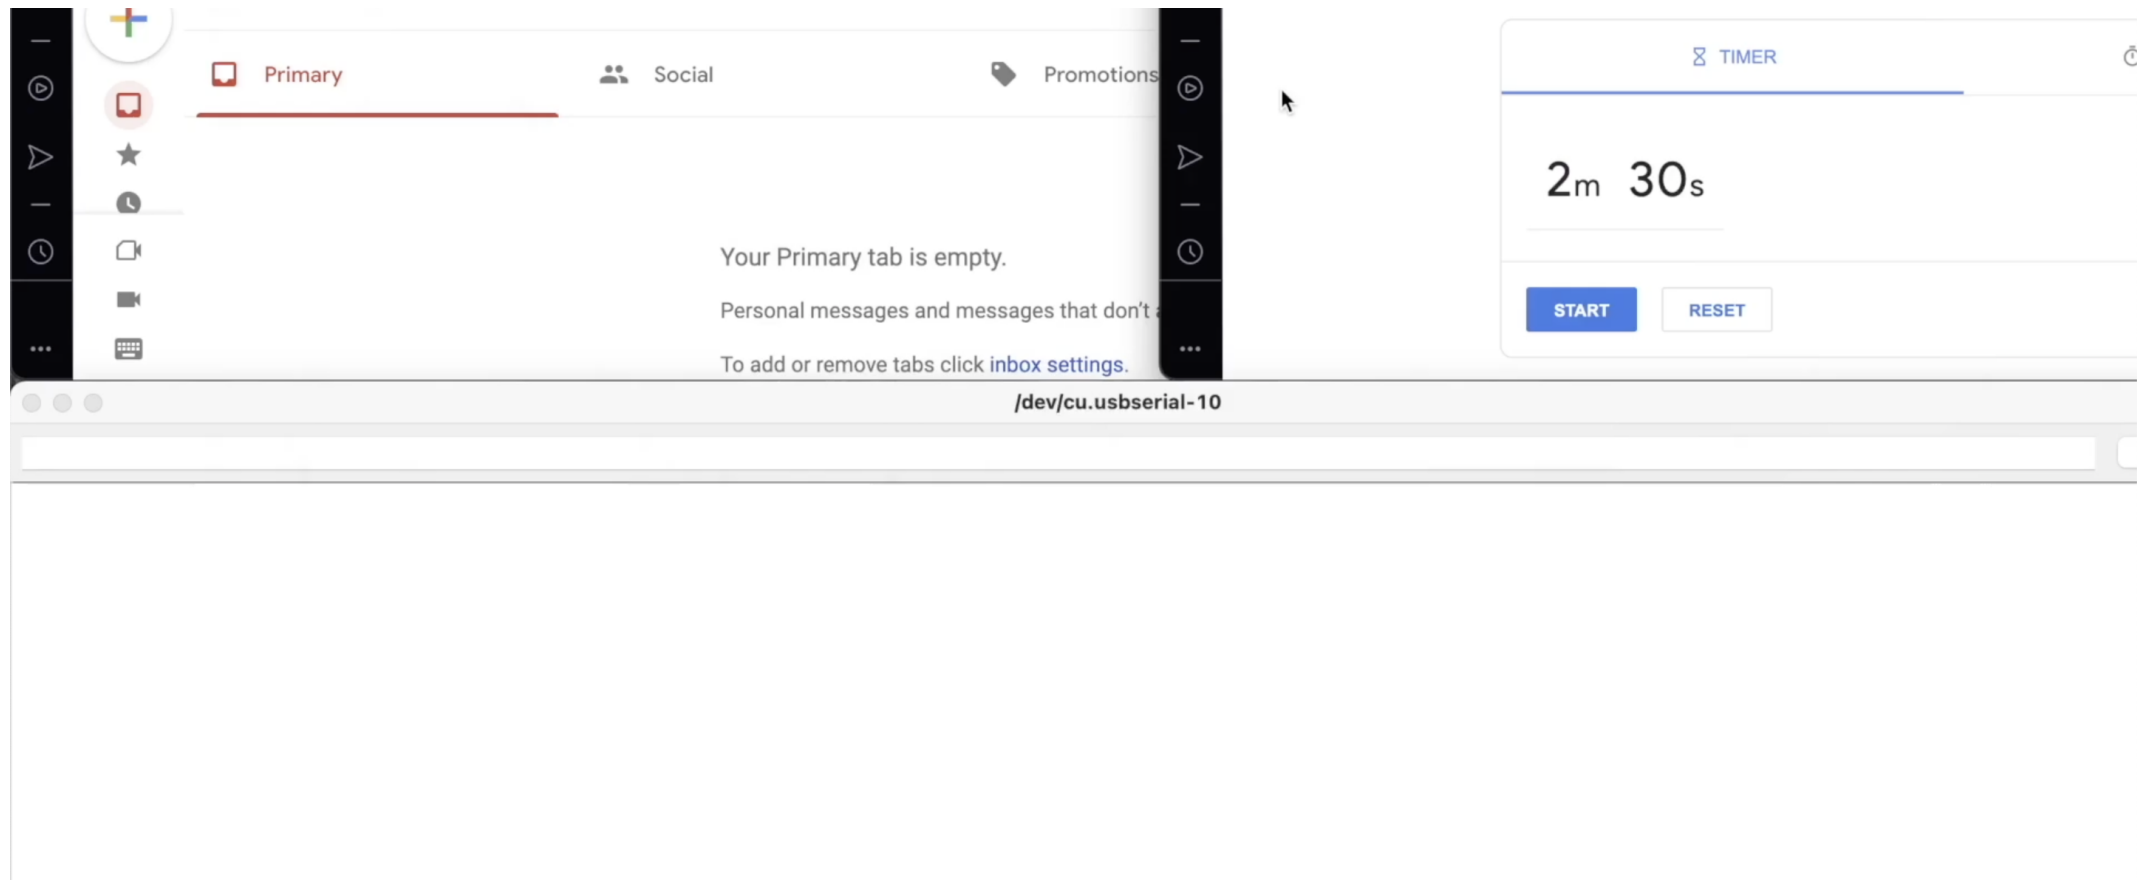 Primary
Social
Promotions
Your Primary tab is empty.
Personal messages and messages that don't
To add or remove tabs click inbox settings.
TIMER
2m 30s
START
RESET
/dev/cu.usbserial-10